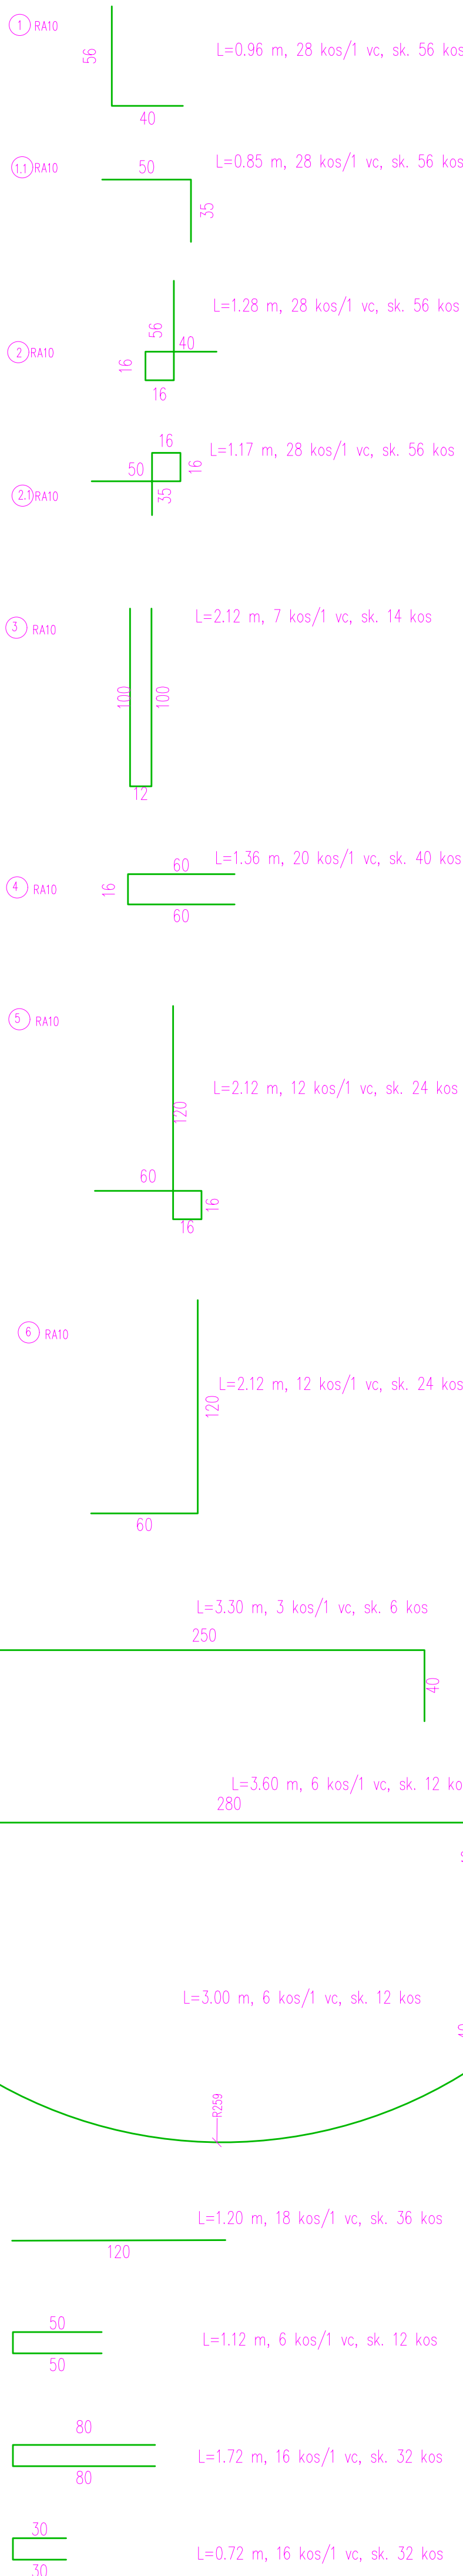 1 RA10
L=0.96 m, 28 kos/1 vc, sk. 56 kos
56
40
1.1 RA10
L=0.85 m, 28 kos/1 vc, sk. 56 kos
50
35
2 RA10
L=1.28 m, 28 kos/1 vc, sk. 56 kos
56
40
16
16
2.1 RA10
L=1.17 m, 28 kos/1 vc, sk. 56 kos
16
50
16
35
3 RA10
L=2.12 m, 7 kos/1 vc, sk. 14 kos
100
100
12
4 RA10
L=1.36 m, 20 kos/1 vc, sk. 40 kos
60
16
60
5 RA10
L=2.12 m, 12 kos/1 vc, sk. 24 kos
120
60
16
16
6 RA10
L=2.12 m, 12 kos/1 vc, sk. 24 kos
120
60
L=3.30 m, 3 kos/1 vc, sk. 6 kos
250
40
L=3.60 m, 6 kos/1 vc, sk. 12 ko
280
L=3.00 m, 6 kos/1 vc, sk. 12 kos
R259
L=1.20 m, 18 kos/1 vc, sk. 36 kos
120
50
L=1.12 m, 6 kos/1 vc, sk. 12 kos
50
80
L=1.72 m, 16 kos/1 vc, sk. 32 kos
80
30
L=0.72 m, 16 kos/1 vc, sk. 32 kos
30